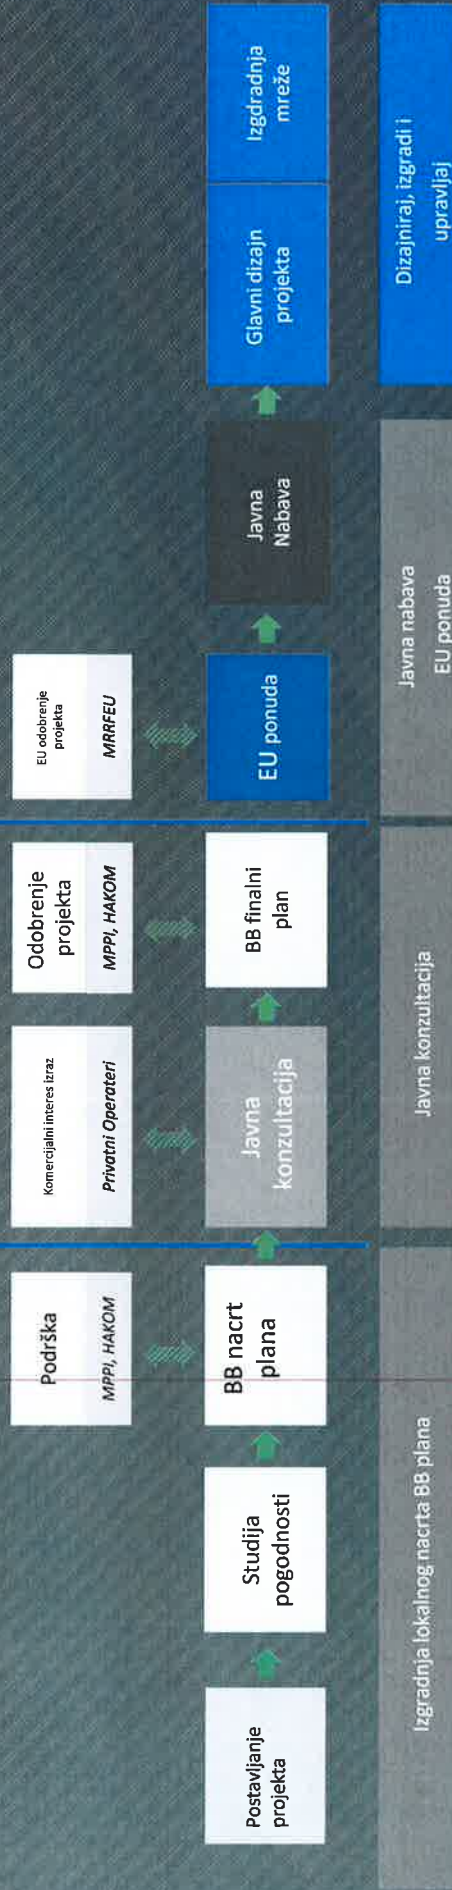 Podrška
MPPI, HAKOM
Komercijalni interes izraz
Privatni Operateri
Odobrenje
projekta
MPPI, HAKOM
EU odobrenje
projekta
MRRFEU
Postavljanje
projekta
Studija
pogodnosti
BB nacrt
plana
Javna
konzultacija
BB finalni
plan
EU ponuda
Javna
Nabava
Glavni dizajn
projekta
Izgdradnja
mreže
Izgradnja lokalnog nacrta BB plana
Javna konzultacija
Javna nabava
EU ponuda
Dizajniraj, izgradi i
upravljaj